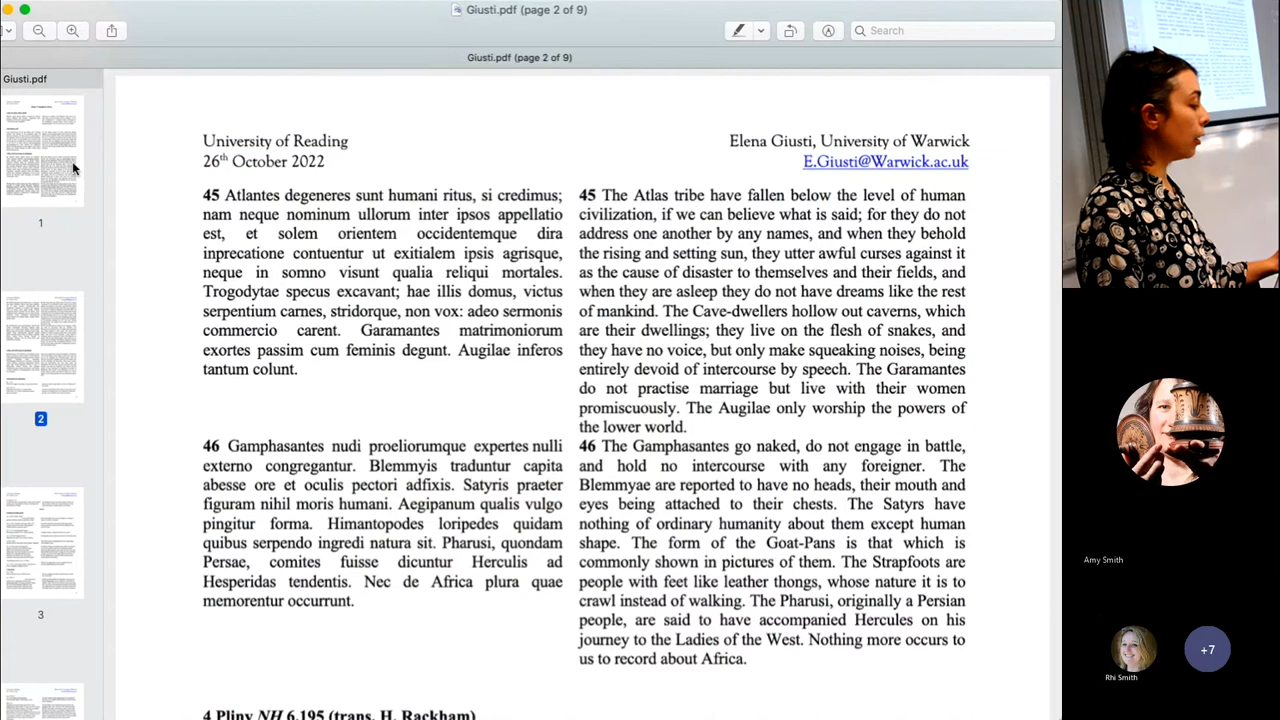 Giusti.pdf (page 2 of 9)
Giusti.pdf (page 2 of 9)
Giusti.pdf
1
2
3
University of Reading
26th October 2022
Elena Giusti, University of Warwick
E.Giusti@Warwick.ac.uk
45 Atlantes degeneres sunt humani ritus, si credimus;
nam neque nominum ullorum inter ipsos appellatio
est, et solem orientem occidentemque dira
inprecatione contuentur ut exitialem ipsis agrisque,
neque in somno visunt qualia reliqui mortales.
Trogodytae specus excavant; hae illis domus, victus
serpentium carnes, stridorque, non vox: adeo sermonis
commercio carent. Garamantes matrimoniorum
exortes passim cum feminis degunt. Augilae inferos
tantum colunt.
46 Gamphasantes nudi proeliorumque expertes nulli
externo congregantur. Blemmyis traduntur capita
abesse ore et oculis pectori adfixis. Satyris praeter
figuram nihil moris humani. Aegipanum quae vulgo
pingitur forma. Himantopodes loripedes quidam
quibus serpendo ingredi natura sit. Pharusi quondam
Persae, comites fuisse dicuntur Herculis ad
Hesperidas tendentis. Nec de Africa plura quae
memorentur occurrunt.
45 The Atlas tribe have fallen below the level of human
civilization, if we can believe what is said; for they do not
address one another by any names, and when they behold
the rising and setting sun, they utter awful curses against it
as the cause of disaster to themselves and their fields, and
when they are asleep they do not have dreams like the rest
of mankind. The Cave-dwellers hollow out caverns, which
are their dwellings; they live on the flesh of snakes, and
they have no voice, but only make squeaking noises, being
entirely devoid of intercourse by speech. The Garamantes
do not practise marriage but live with their women
promiscuously. The Augilae only worship the powers of
the lower world.
46 The Gamphasantes go naked, do not engage in battle,
and hold no intercourse with any foreigner. The
Blemmyae are reported to have no heads, their mouth and
eyes being attached to their chests. The Satyrs have
nothing of ordinary humanity about them except human
shape. The form of the Goat-Pans is that which is
commonly shown in pictures of them. The Strapfoots are
people with feet like leather thongs, whose nature it is to
crawl instead of walking. The Pharusi, originally a Persian
people, are said to have accompanied Hercules on his
journey to the Ladies of the West. Nothing more occurs to
us to record about Africa.
4 Pliny NH 6.195 (trans. H. Rackham)
Amy Smith
Rhi Smith
+7